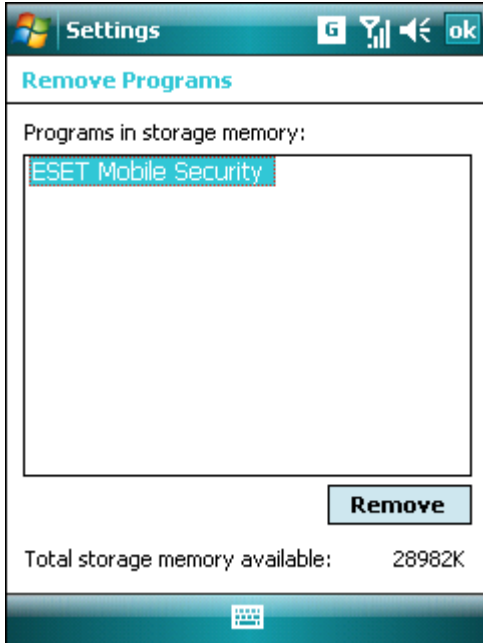 Settings G ok
Remove Programs
Programs in storage memory:
ESET Mobile Security
Remove
Total storage memory available: 28982K